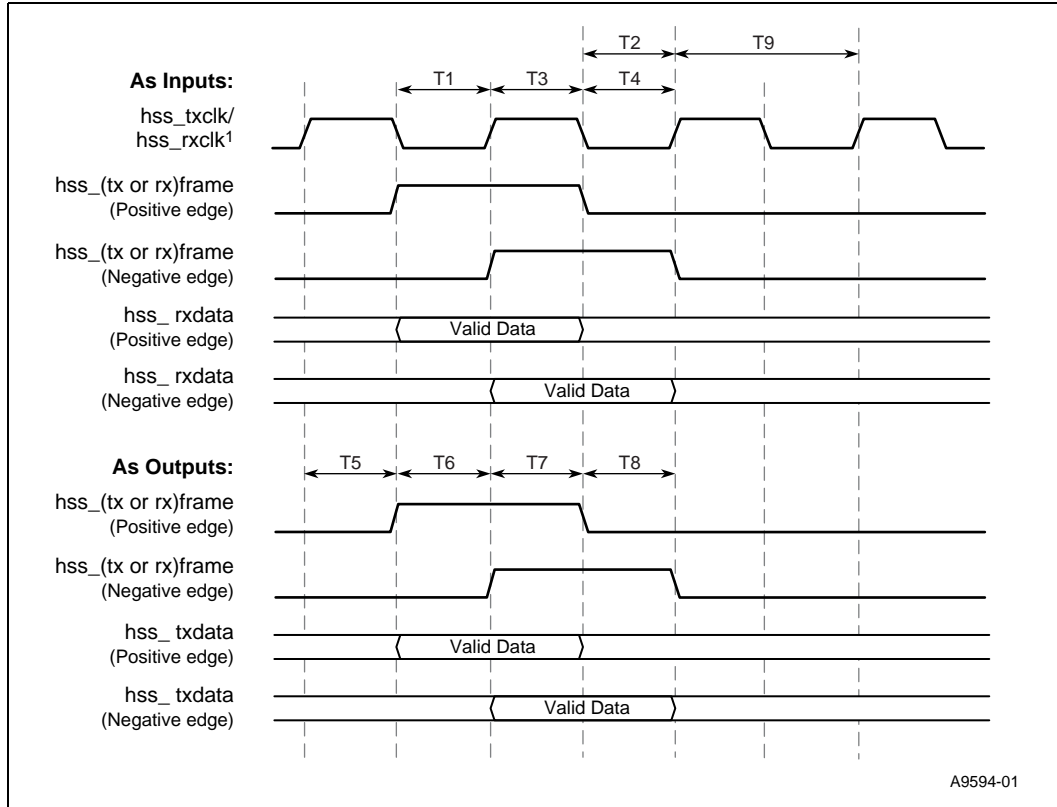 T2 T9
As Inputs: T1 T3 T4
hss_txclk/
hss_rxclk1
hss_(tx or rx)frame
(Positive edge)
hss_(tx or rx)frame
(Negative edge)
hss_ rxdata
(Positive edge)
Valid Data
hss_ rxdata
(Negative edge)
Valid Data
As Outputs: T5 T6 T7 T8
hss_(tx or rx)frame
(Positive edge)
hss_(tx or rx)frame
(Negative edge)
hss_ txdata
(Positive edge)
Valid Data
hss_ txdata
(Negative edge)
Valid Data
A9594-01